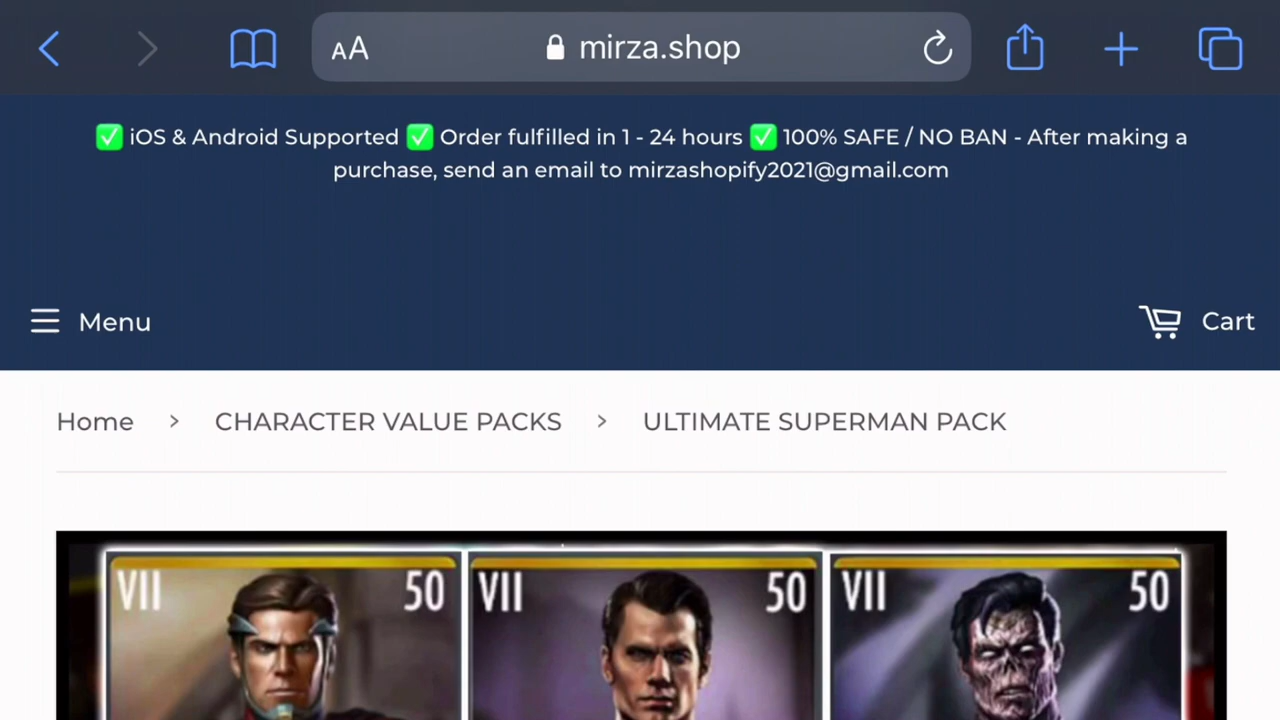 AA mirza.shop
✅ iOS & Android Supported ✅ Order fulfilled in 1 - 24 hours ✅ 100% SAFE / NO BAN - After making a
purchase, send an email to mirzashopify2021@gmail.com
Menu Cart
Home > CHARACTER VALUE PACKS > ULTIMATE SUPERMAN PACK
VII 50 VII 50 VII 50